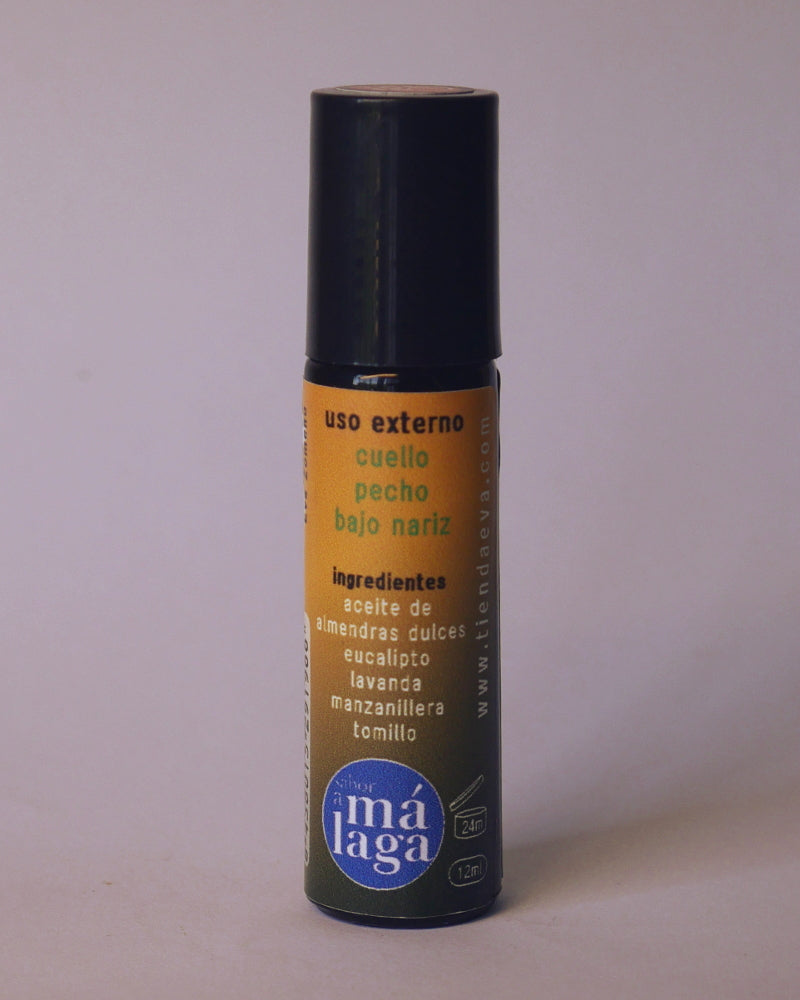 uso externo
cuello
pecho
bajo nariz
ingredientes
aceite de
almendras dulces
eucalipto
lavanda
manzanillera
tomillo
sabor
a má
laga
24m
12ml
www.tiendaeva.com